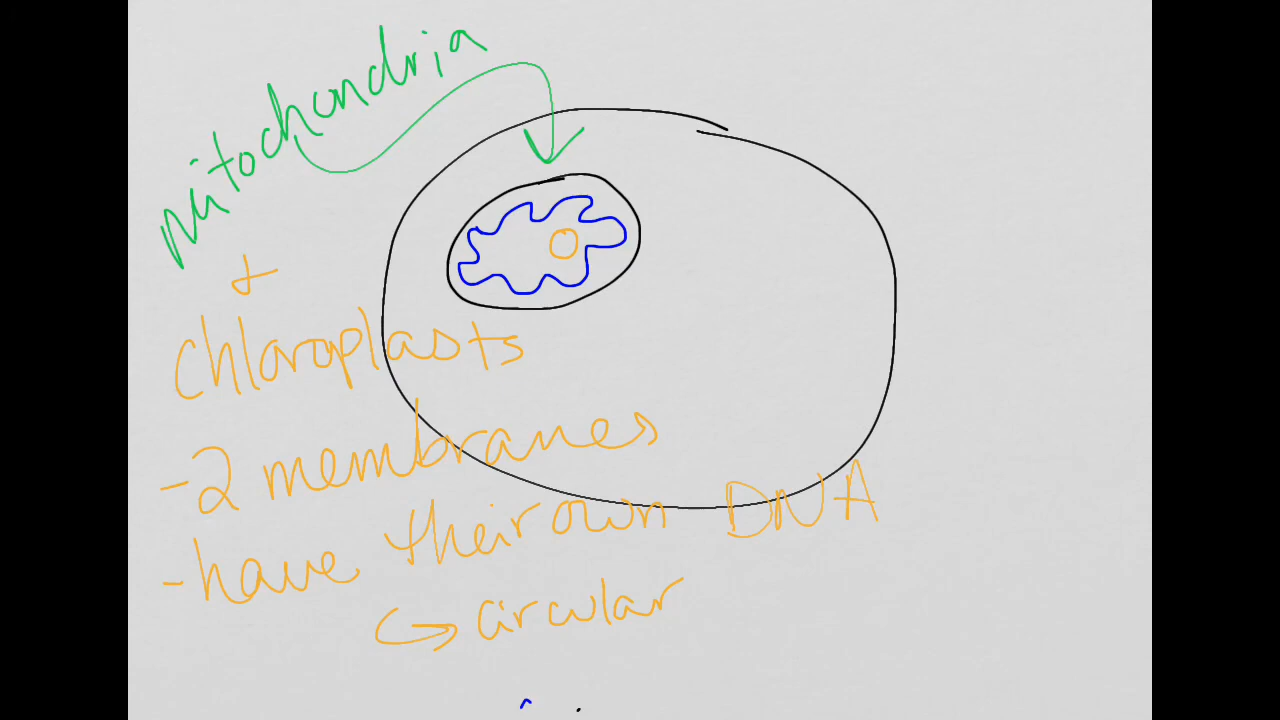 mitochondria
+
chloroplasts
-2 membranes
-have their own DNA
↪ circular